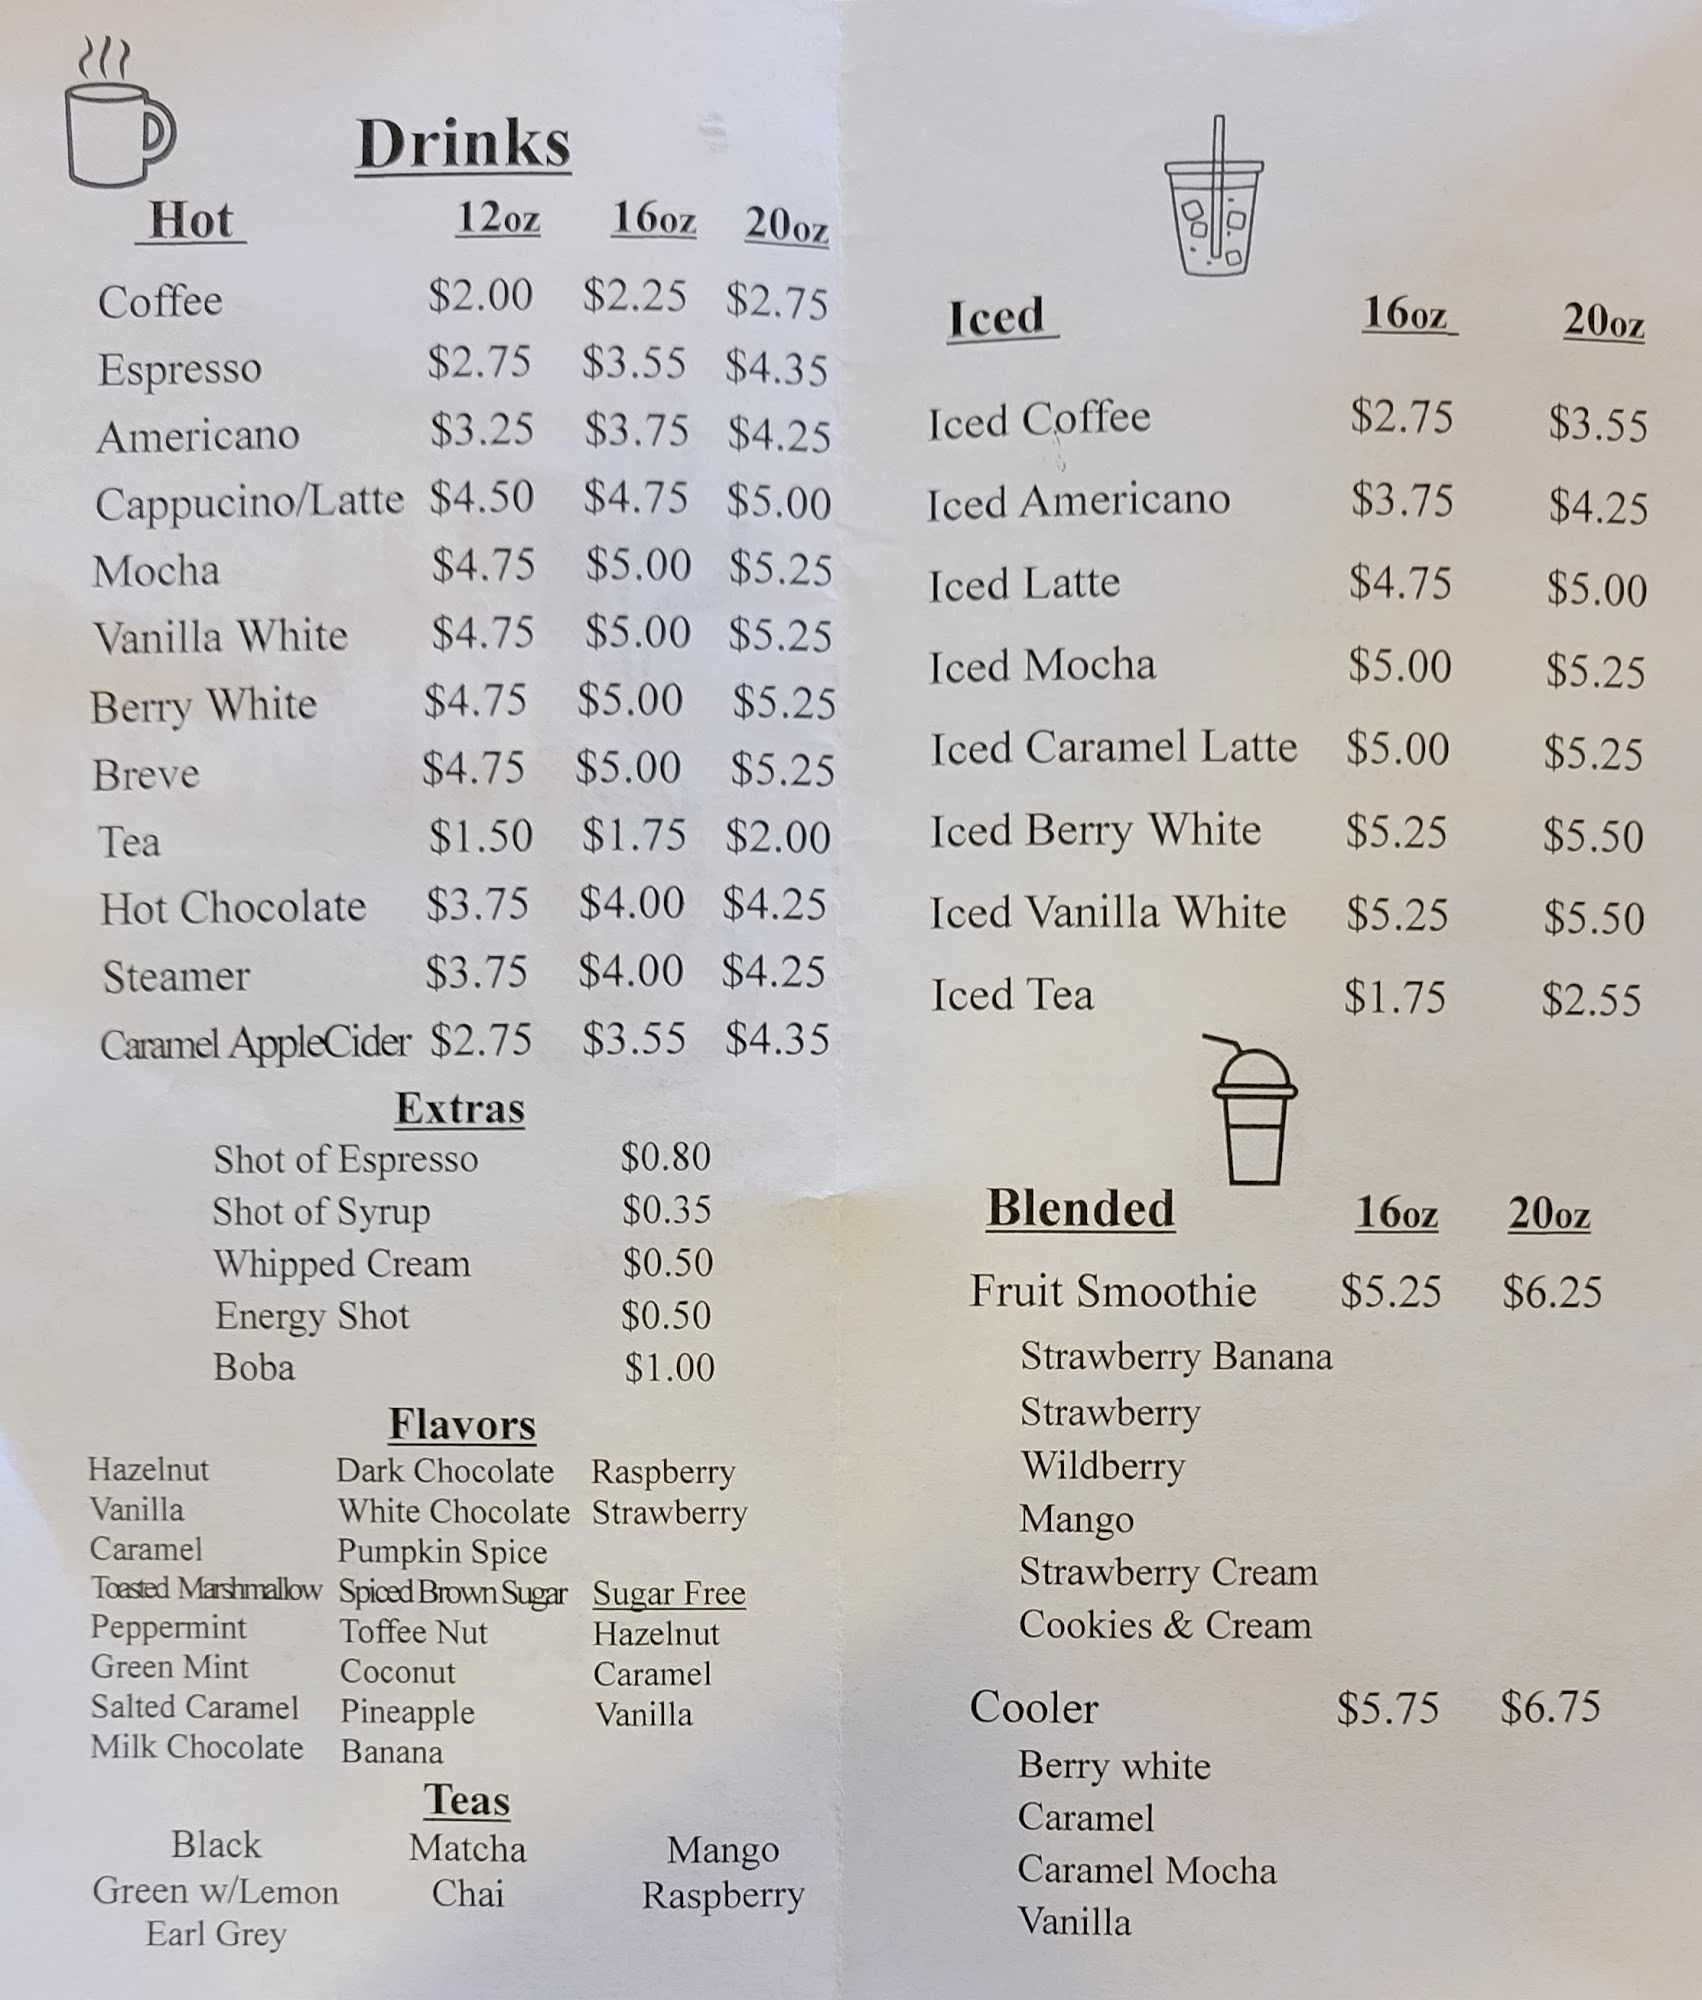 Drinks
Hot 12oz 16oz 20oz
Coffee $2.00 $2.25 $2.75
Espresso $2.75 $3.55 $4.35
Americano $3.25 $3.75 $4.25
Cappucino/Latte $4.50 $4.75 $5.00
Mocha $4.75 $5.00 $5.25
Vanilla White $4.75 $5.00 $5.25
Berry White $4.75 $5.00 $5.25
Breve $4.75 $5.00 $5.25
Tea $1.50 $1.75 $2.00
Hot Chocolate $3.75 $4.00 $4.25
Steamer $3.75 $4.00 $4.25
Caramel AppleCider $2.75 $3.55 $4.35
Extras
Shot of Espresso $0.80
Shot of Syrup $0.35
Whipped Cream $0.50
Energy Shot $0.50
Boba $1.00
Flavors
Hazelnut Dark Chocolate Raspberry
Vanilla White Chocolate Strawberry
Caramel Pumpkin Spice
Toasted Marshmallow Spiced Brown Sugar Sugar Free
Peppermint Toffee Nut Hazelnut
Green Mint Coconut Caramel
Salted Caramel Pineapple Vanilla
Milk Chocolate Banana
Teas
Black Matcha Mango
Green w/Lemon Chai Raspberry
Earl Grey
Iced 16oz 20oz
Iced Coffee $2.75 $3.55
Iced Americano $3.75 $4.25
Iced Latte $4.75 $5.00
Iced Mocha $5.00 $5.25
Iced Caramel Latte $5.00 $5.25
Iced Berry White $5.25 $5.50
Iced Vanilla White $5.25 $5.50
Iced Tea $1.75 $2.55
Blended 16oz 20oz
Fruit Smoothie $5.25 $6.25
Strawberry Banana
Strawberry
Wildberry
Mango
Strawberry Cream
Cookies & Cream
Cooler $5.75 $6.75
Berry white
Caramel
Caramel Mocha
Vanilla